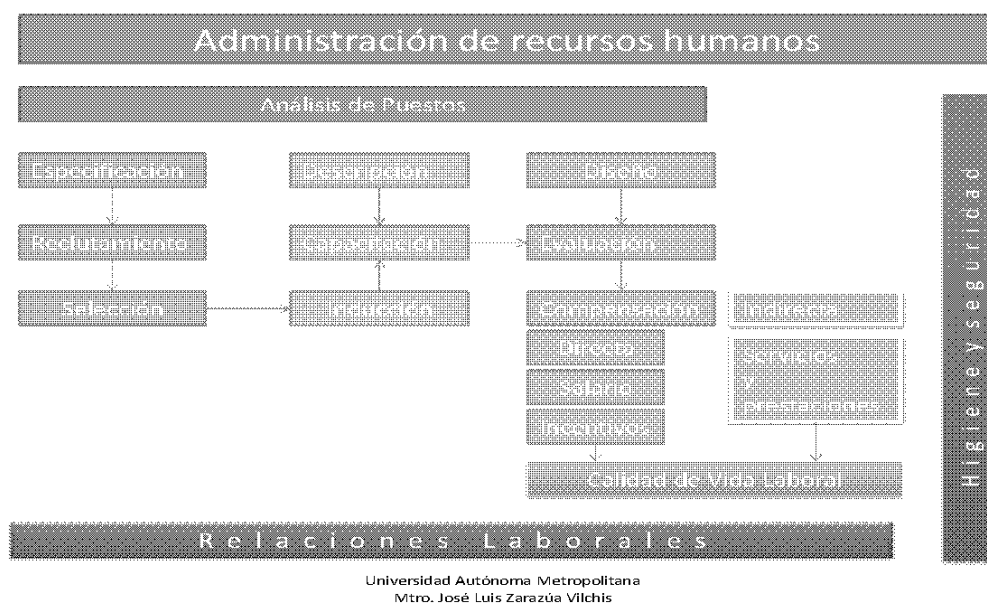 Administración de recursos humanos
Análisis de Puestos
Especificación
Descripción
Diseño
Reclutamiento
Capacitación
Evaluación
Selección
Inducción
Compensación
Indirecta
Directa
Servicios
y
prestaciones
Salario
Incentivos
Calidad de Vida Laboral
Higiene y seguridad
Relaciones Laborales
Universidad Autónoma Metropolitana
Mtro. José Luis Zarazúa Vilchis